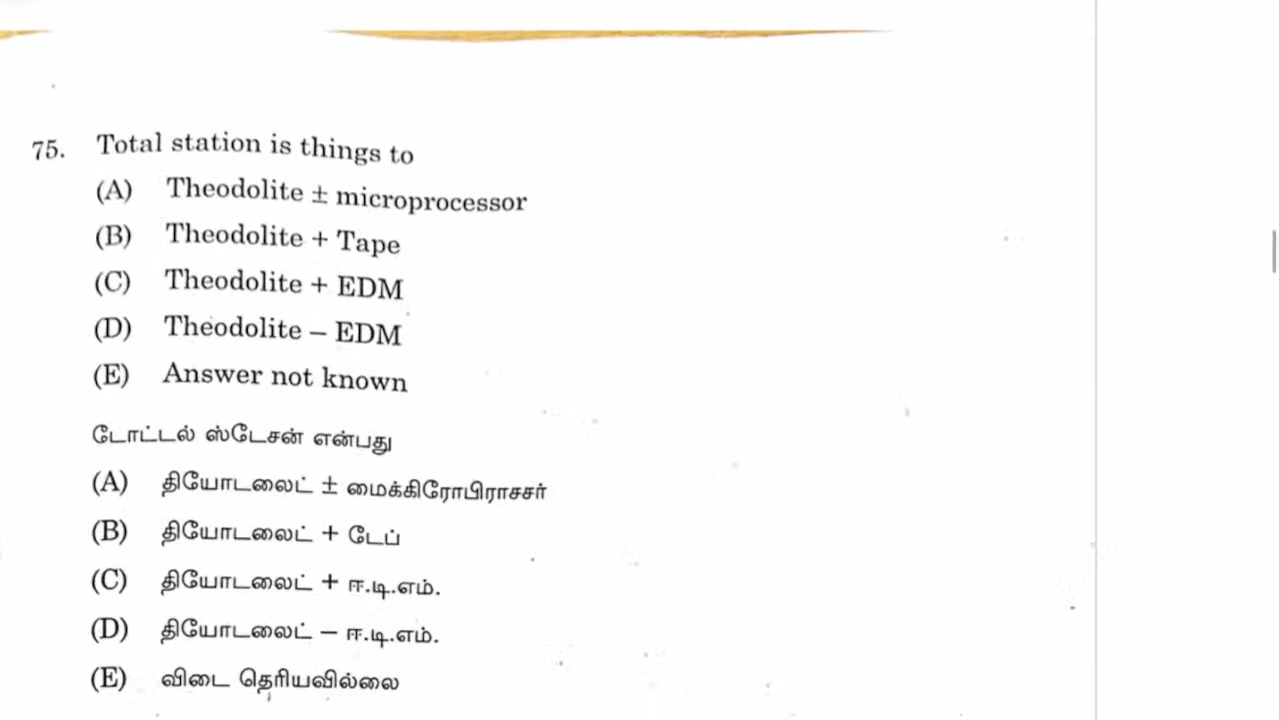 75. Total station is things to
(A) Theodolite ± microprocessor
(B) Theodolite + Tape
(C) Theodolite + EDM
(D) Theodolite – EDM
(E) Answer not known
டோட்டல் ஸ்டேசன் என்பது
(A) தியோடலைட் ± மைக்கிரோபிராசசர்
(B) தியோடலைட் + டேப்
(C) தியோடலைட் + ஈ.டி.எம்.
(D) தியோடலைட் – ஈ.டி.எம்.
(E) விடை தெரியவில்லை